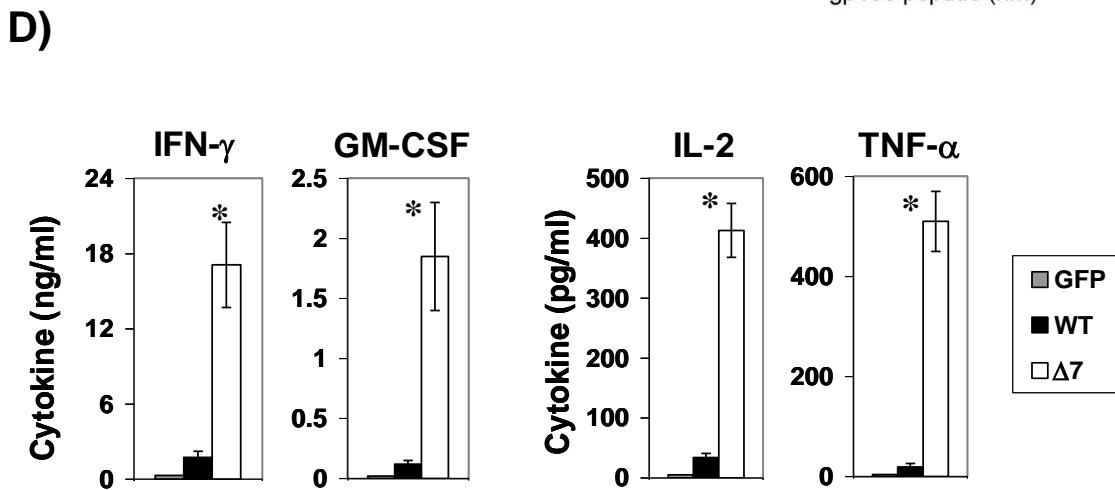 D)
IFN-γ
GM-CSF
IL-2
TNF-α
Cytokine (ng/ml)
24
18
12
6
0
2.5
2
1.5
1
0.5
0
Cytokine (pg/ml)
500
400
300
200
100
0
600
400
200
0
*
*
*
*
GFP
WT
Δ7